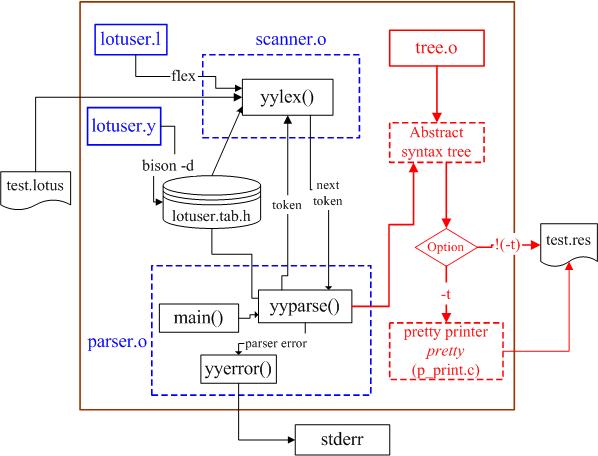 lotuser.l
scanner.o
tree.o
flex
yylex()
lotuser.y
Abstract
syntax tree
bison -d
test.lotus
lotuser.tab.h
token
next
token
Option
!(-t)
test.res
-t
main()
yyparse()
parser.o
parser error
yyerror()
pretty printer
pretty
(p_print.c)
stderr